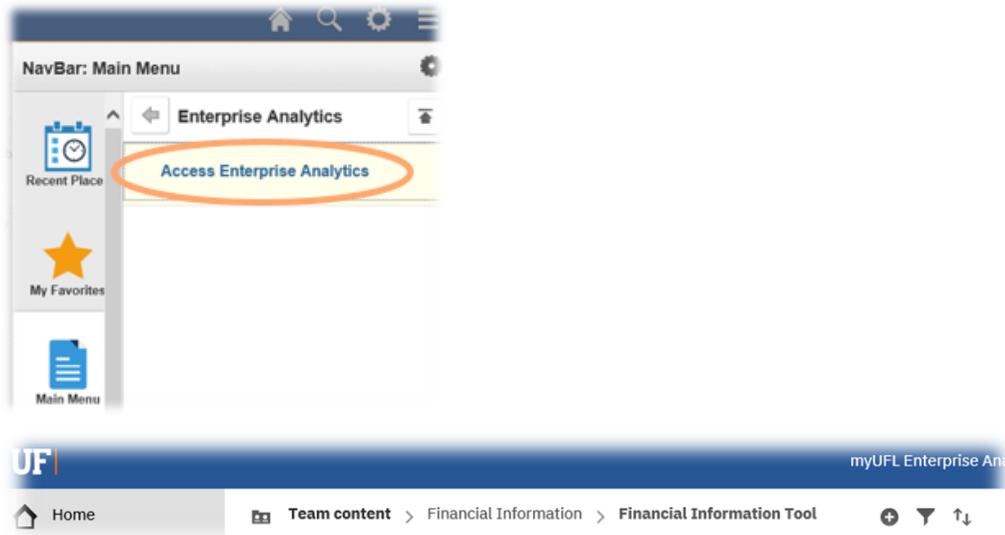 NavBar: Main Menu
Enterprise Analytics
Access Enterprise Analytics
Recent Place
My Favorites
Main Menu
UF
myUFL Enterprise Ana
Home
Team content > Financial Information > Financial Information Tool